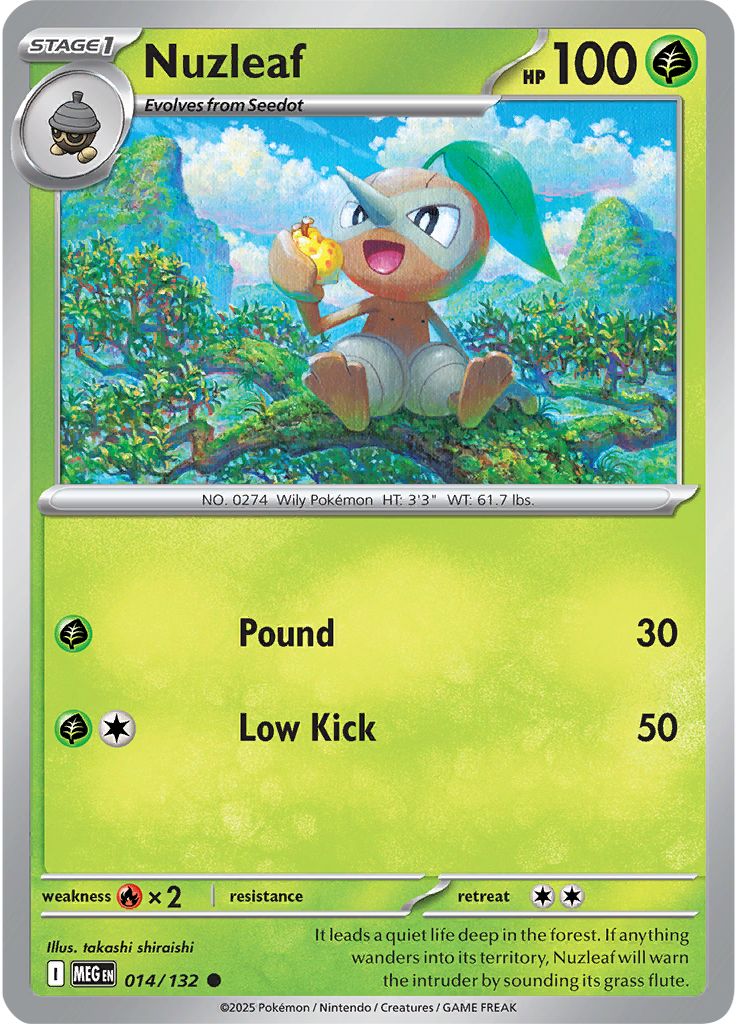 STAGE 1
Nuzleaf
HP 100
Evolves from Seedot
NO. 0274 Wily Pokémon HT: 3'3" WT: 61.7 lbs.
Pound 30
Low Kick 50
weakness ×2 resistance retreat
Illus. takashi shiraishi
It leads a quiet life deep in the forest. If anything
wanders into its territory, Nuzleaf will warn
the intruder by sounding its grass flute.
I MEG EN 014/132
©2025 Pokémon / Nintendo / Creatures / GAME FREAK